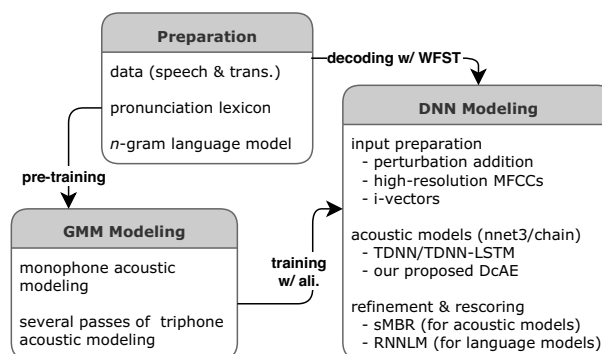 Preparation
data (speech & trans.)
pronunciation lexicon
n-gram language model
decoding w/ WFST
pre-training
GMM Modeling
monophone acoustic
modeling
several passes of triphone
acoustic modeling
training
w/ ali.
DNN Modeling
input preparation
- perturbation addition
- high-resolution MFCCs
- i-vectors
acoustic models (nnet3/chain)
- TDNN/TDNN-LSTM
- our proposed DcAE
refinement & rescoring
- sMBR (for acoustic models)
- RNNLM (for language models)